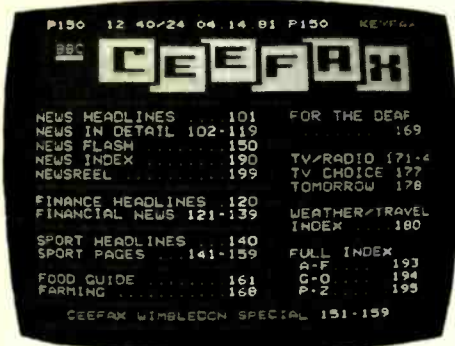 P150 12 40/24 04.14.81 P150 KEYFAX
BBC
CEEFAX
NEWS HEADLINES .... 101
NEWS IN DETAIL 102-119
NEWS FLASH ........ 150
NEWS INDEX ........ 190
NEWSREEL .......... 199
FINANCE HEADLINES . 120
FINANCIAL NEWS 121-139
SPORT HEADLINES ... 140
SPORT PAGES ... 141-159
FOOD GUIDE ........ 161
FARMING ........... 168
FOR THE DEAF
......... 169
TV/RADIO 171-4
TV CHOICE 177
TOMORROW 178
WEATHER/TRAVEL
INDEX ... 180
FULL INDEX
A-F ... 193
G-O ... 194
P-Z ... 195
CEEFAX WIMBLEDON SPECIAL 151-159